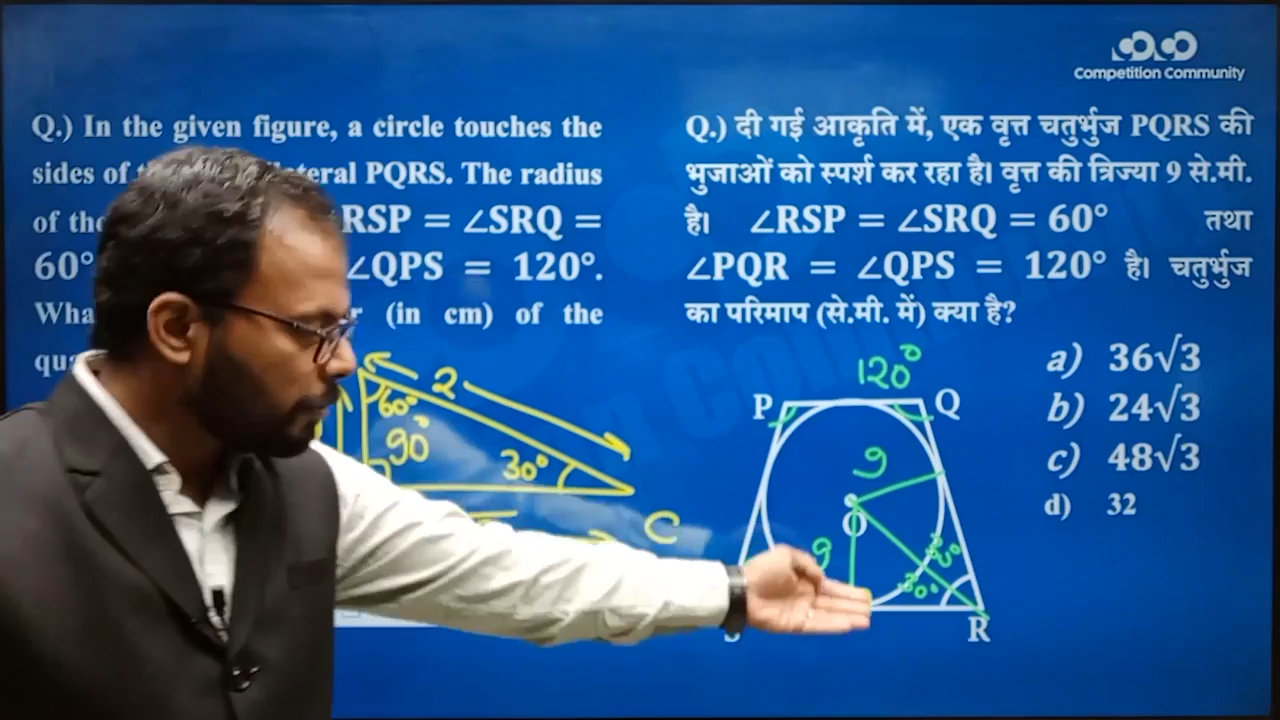 Competition Community
Q.) In the given figure, a circle touches the
sides of PQRS. The radius
of the RSP = ∠SRQ =
60° ∠QPS = 120°.
(in cm) of the
Q.) दी गई आकृति में, एक वृत्त चतुर्भुज PQRS की
भुजाओं को स्पर्श कर रहा है। वृत्त की त्रिज्या 9 से.मी.
है। ∠RSP = ∠SRQ = 60° तथा
∠PQR = ∠QPS = 120° है। चतुर्भुज
का परिमाप (से.मी. में) क्या है?
a) 36√3
b) 24√3
c) 48√3
d) 32
2
60°
90°
30°
C
120°
P Q
9
O
9
30°
30°
R